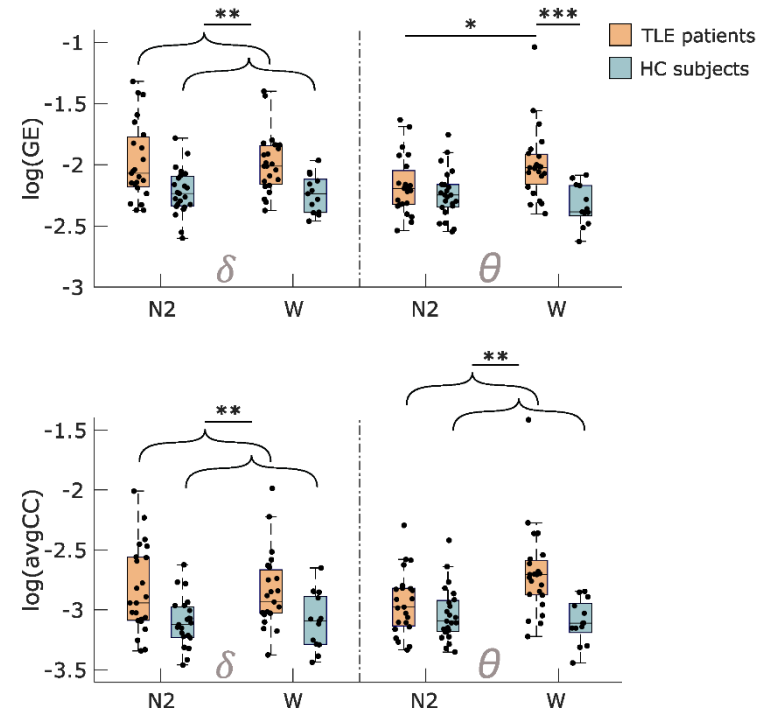 ** * ***
TLE patients
HC subjects
log(GE)
-1
-1.5
-2
-2.5
-3
δ θ
N2 W N2 W
**
**
log(avgCC)
-1.5
-2
-2.5
-3
-3.5
δ θ
N2 W N2 W